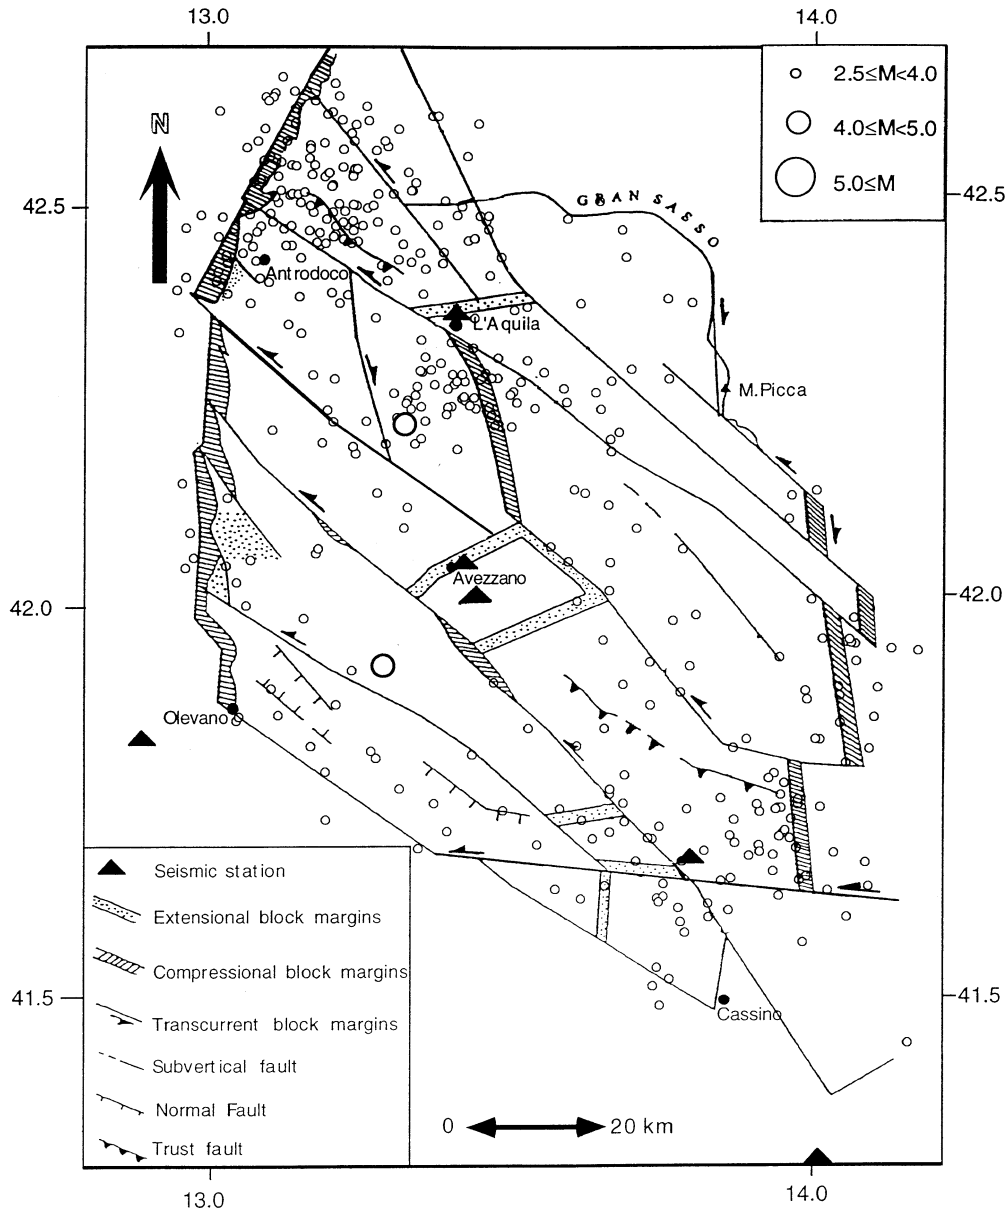 13.0
14.0
N
2.5≤M<4.0
4.0≤M<5.0
5.0≤M
42.5
42.5
GRAN SASSO
Antrodoco
L'Aquila
M.Picca
Avezzano
42.0
42.0
Olevano
Seismic station
Extensional block margins
Compressional block margins
Transcurrent block margins
Subvertical fault
Normal Fault
Trust fault
41.5
41.5
Cassino
0 20 km
13.0
14.0